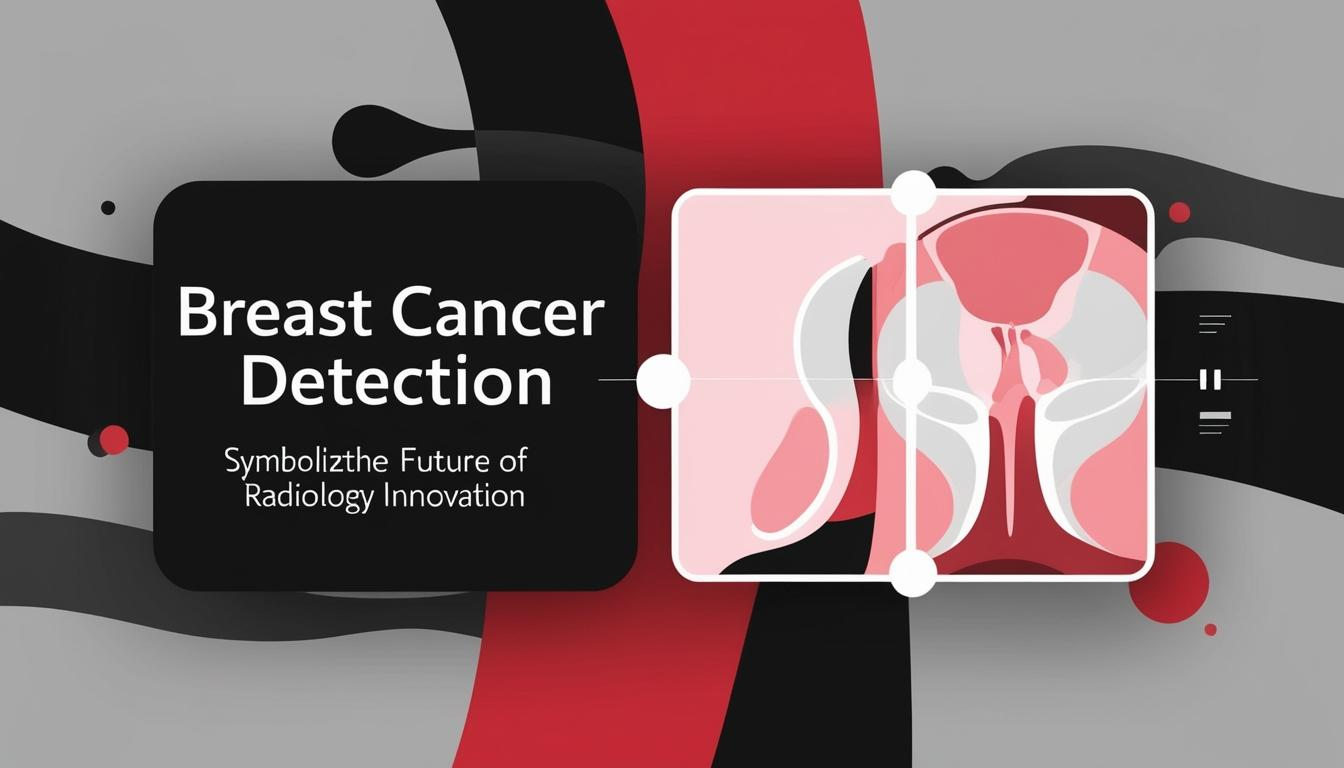 Breast Cancer
Detection
Symbolizthe Future of
Radiology Innovation